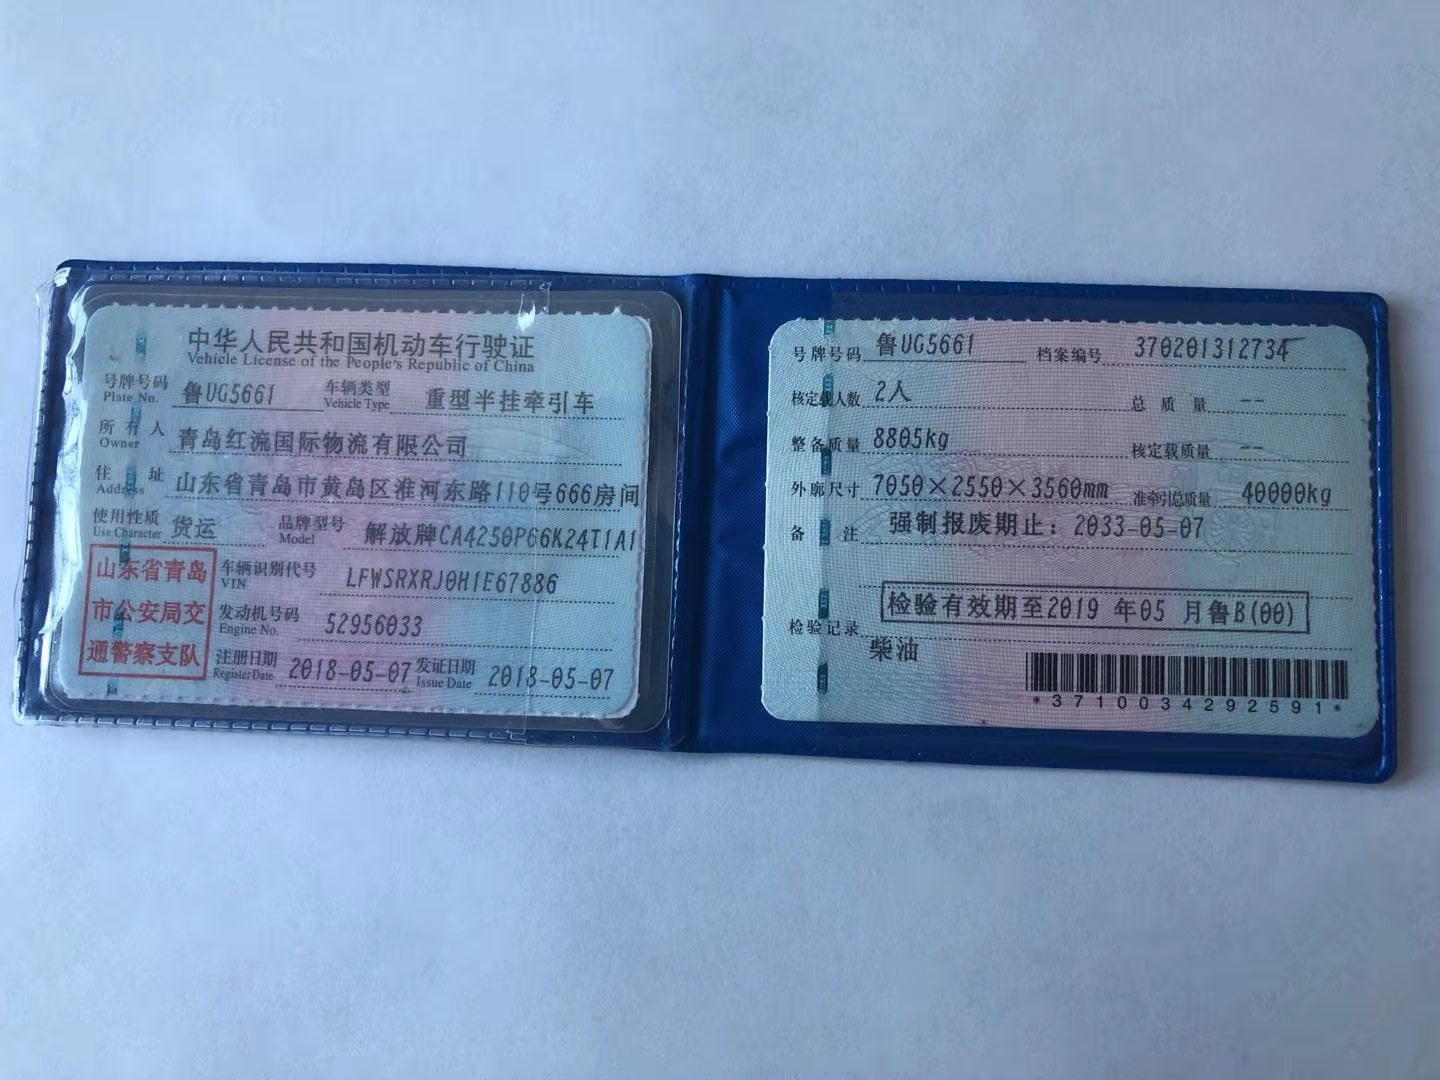 中华人民共和国机动车行驶证
Vehicle License of the People's Republic of China
号牌号码 Plate No. 鲁UG5661 车辆类型 Vehicle Type 重型半挂牵引车
所有人 Owner 青岛红流国际物流有限公司
住址 Address 山东省青岛市黄岛区淮河东路110号666房间
使用性质 Use Character 货运 品牌型号 Model 解放牌CA4250P66K24T1A1
山东省青岛
市公安局交
通警察支队
车辆识别代号 VIN LFWSRXRJ0H1E67886
发动机号码 Engine No. 52956033
注册日期 Register Date 2018-05-07 发证日期 Issue Date 2018-05-07
号牌号码 鲁UG5661 档案编号 370201312734
核定载人数 2人 总质量 --
整备质量 8805kg 核定载质量 --
外廓尺寸 7050×2550×3560mm 准牵引总质量 40000kg
备注 强制报废期止：2033-05-07
检验有效期至2019 年05 月鲁B(00)
检验记录
柴油
*3710034292591*